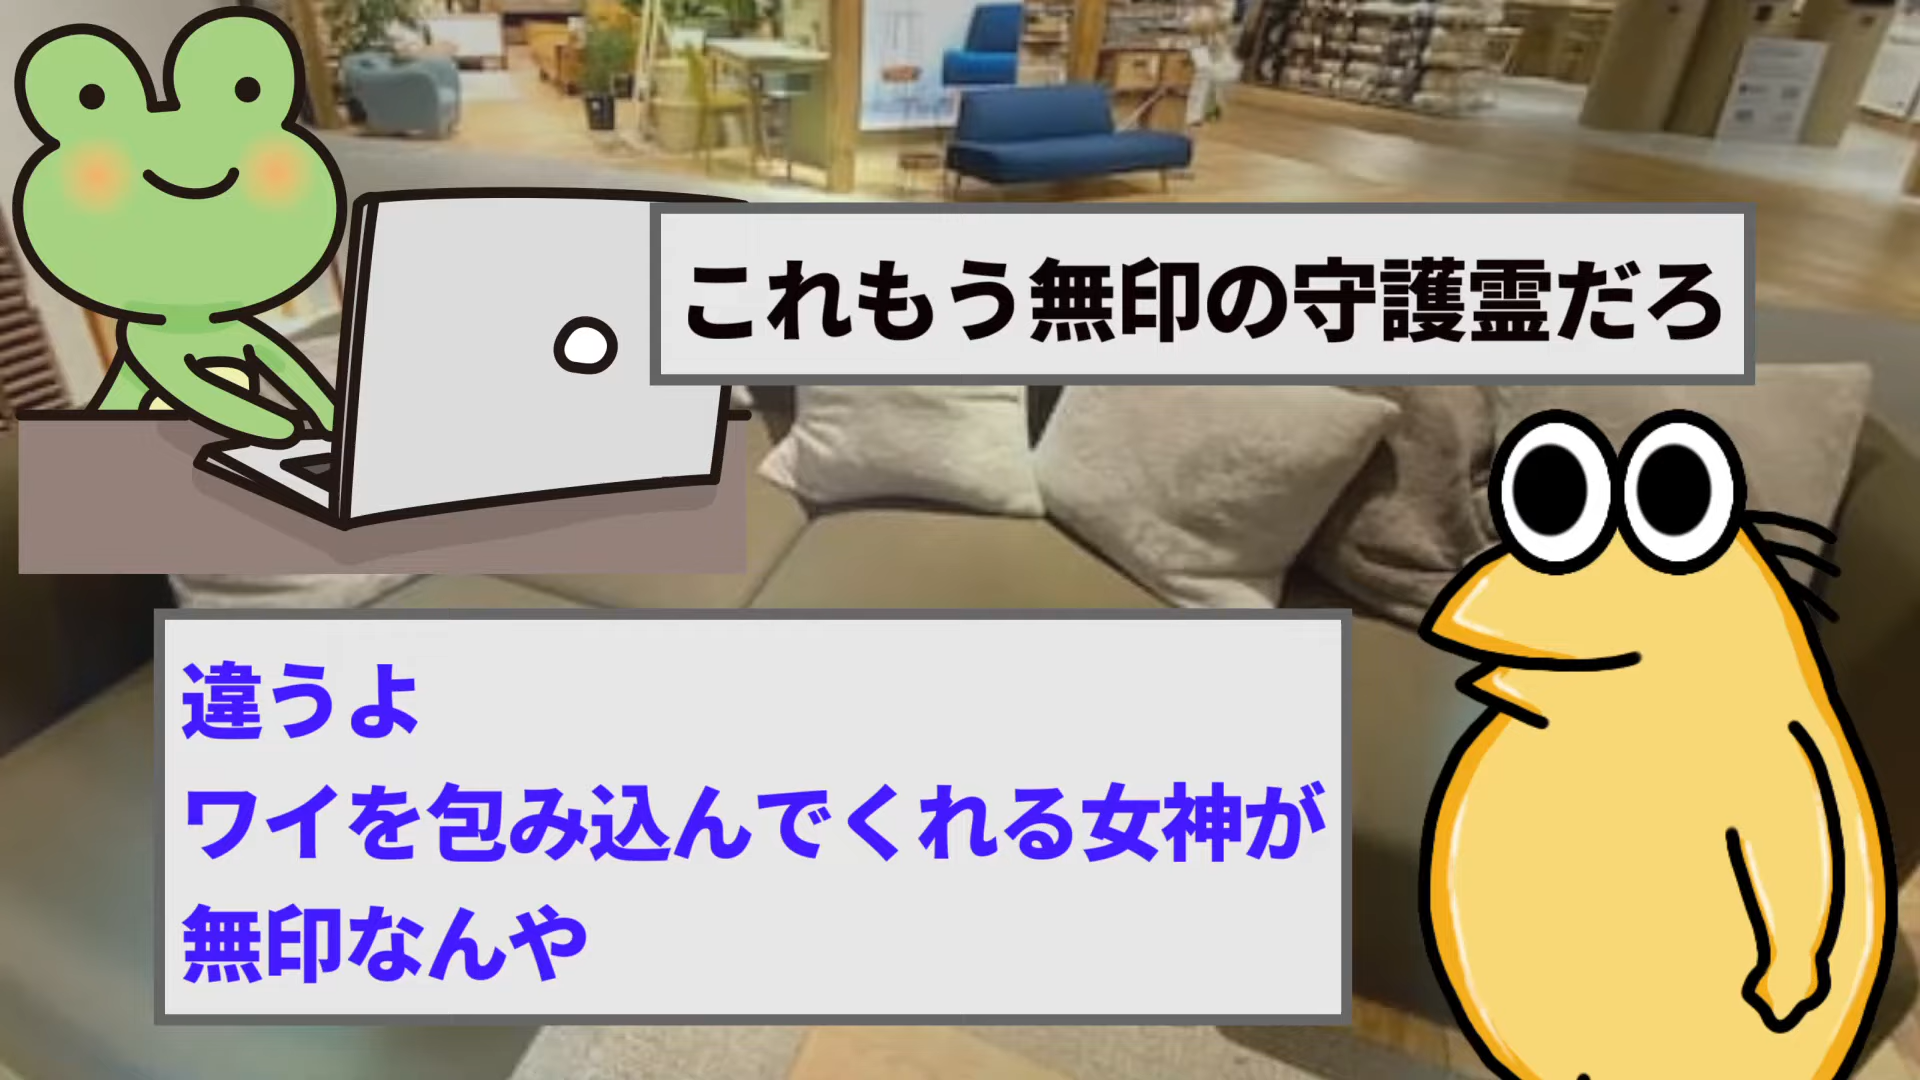 これもう無印の守護霊だろ
違うよ
ワイを包み込んでくれる女神が
無印なんや